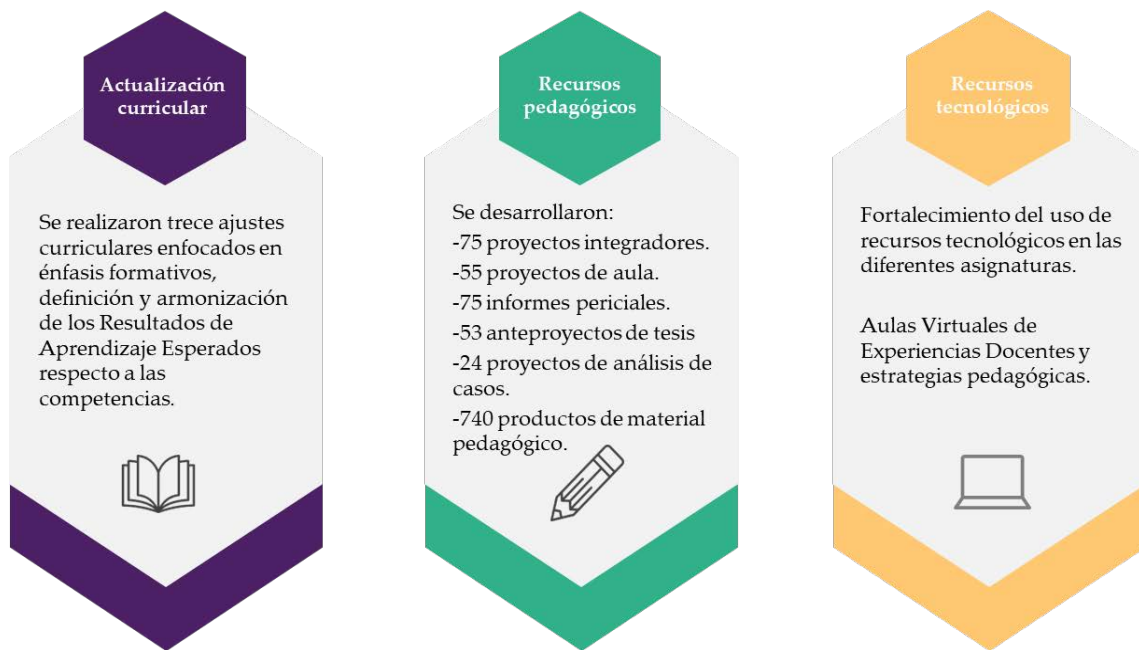 Actualización
curricular
Se realizaron trece ajustes
curriculares enfocados en
énfasis formativos,
definición y armonización
de los Resultados de
Aprendizaje Esperados
respecto a las
competencias.
Recursos
pedagógicos
Se desarrollaron:
-75 proyectos integradores.
-55 proyectos de aula.
-75 informes periciales.
-53 anteproyectos de tesis
-24 proyectos de análisis de
casos.
-740 productos de material
pedagógico.
Recursos
tecnológicos
Fortalecimiento del uso de
recursos tecnológicos en las
diferentes asignaturas.
Aulas Virtuales de
Experiencias Docentes y
estrategias pedagógicas.